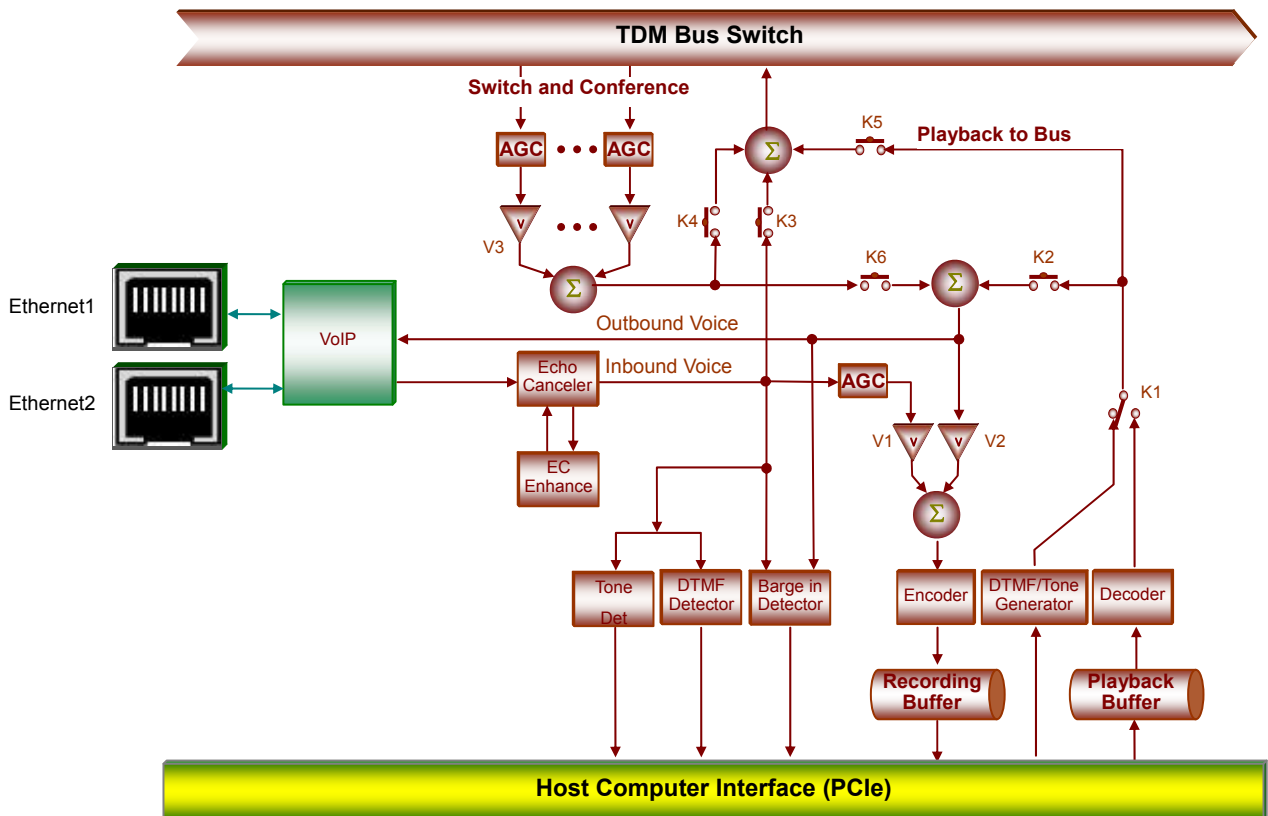 TDM Bus Switch
Switch and Conference
K5
Playback to Bus
AGC
AGC
Σ
V
V
V3
K4
K3
K6
K2
Σ
Σ
Ethernet1
VoIP
Outbound Voice
Echo
Canceler
Inbound Voice
AGC
Ethernet2
K1
V1
V
V
V2
EC
Enhance
Σ
Tone
Det
DTMF
Detector
Barge in
Detector
Encoder
DTMF/Tone
Generator
Decoder
Recording
Buffer
Playback
Buffer
Host Computer Interface (PCIe)